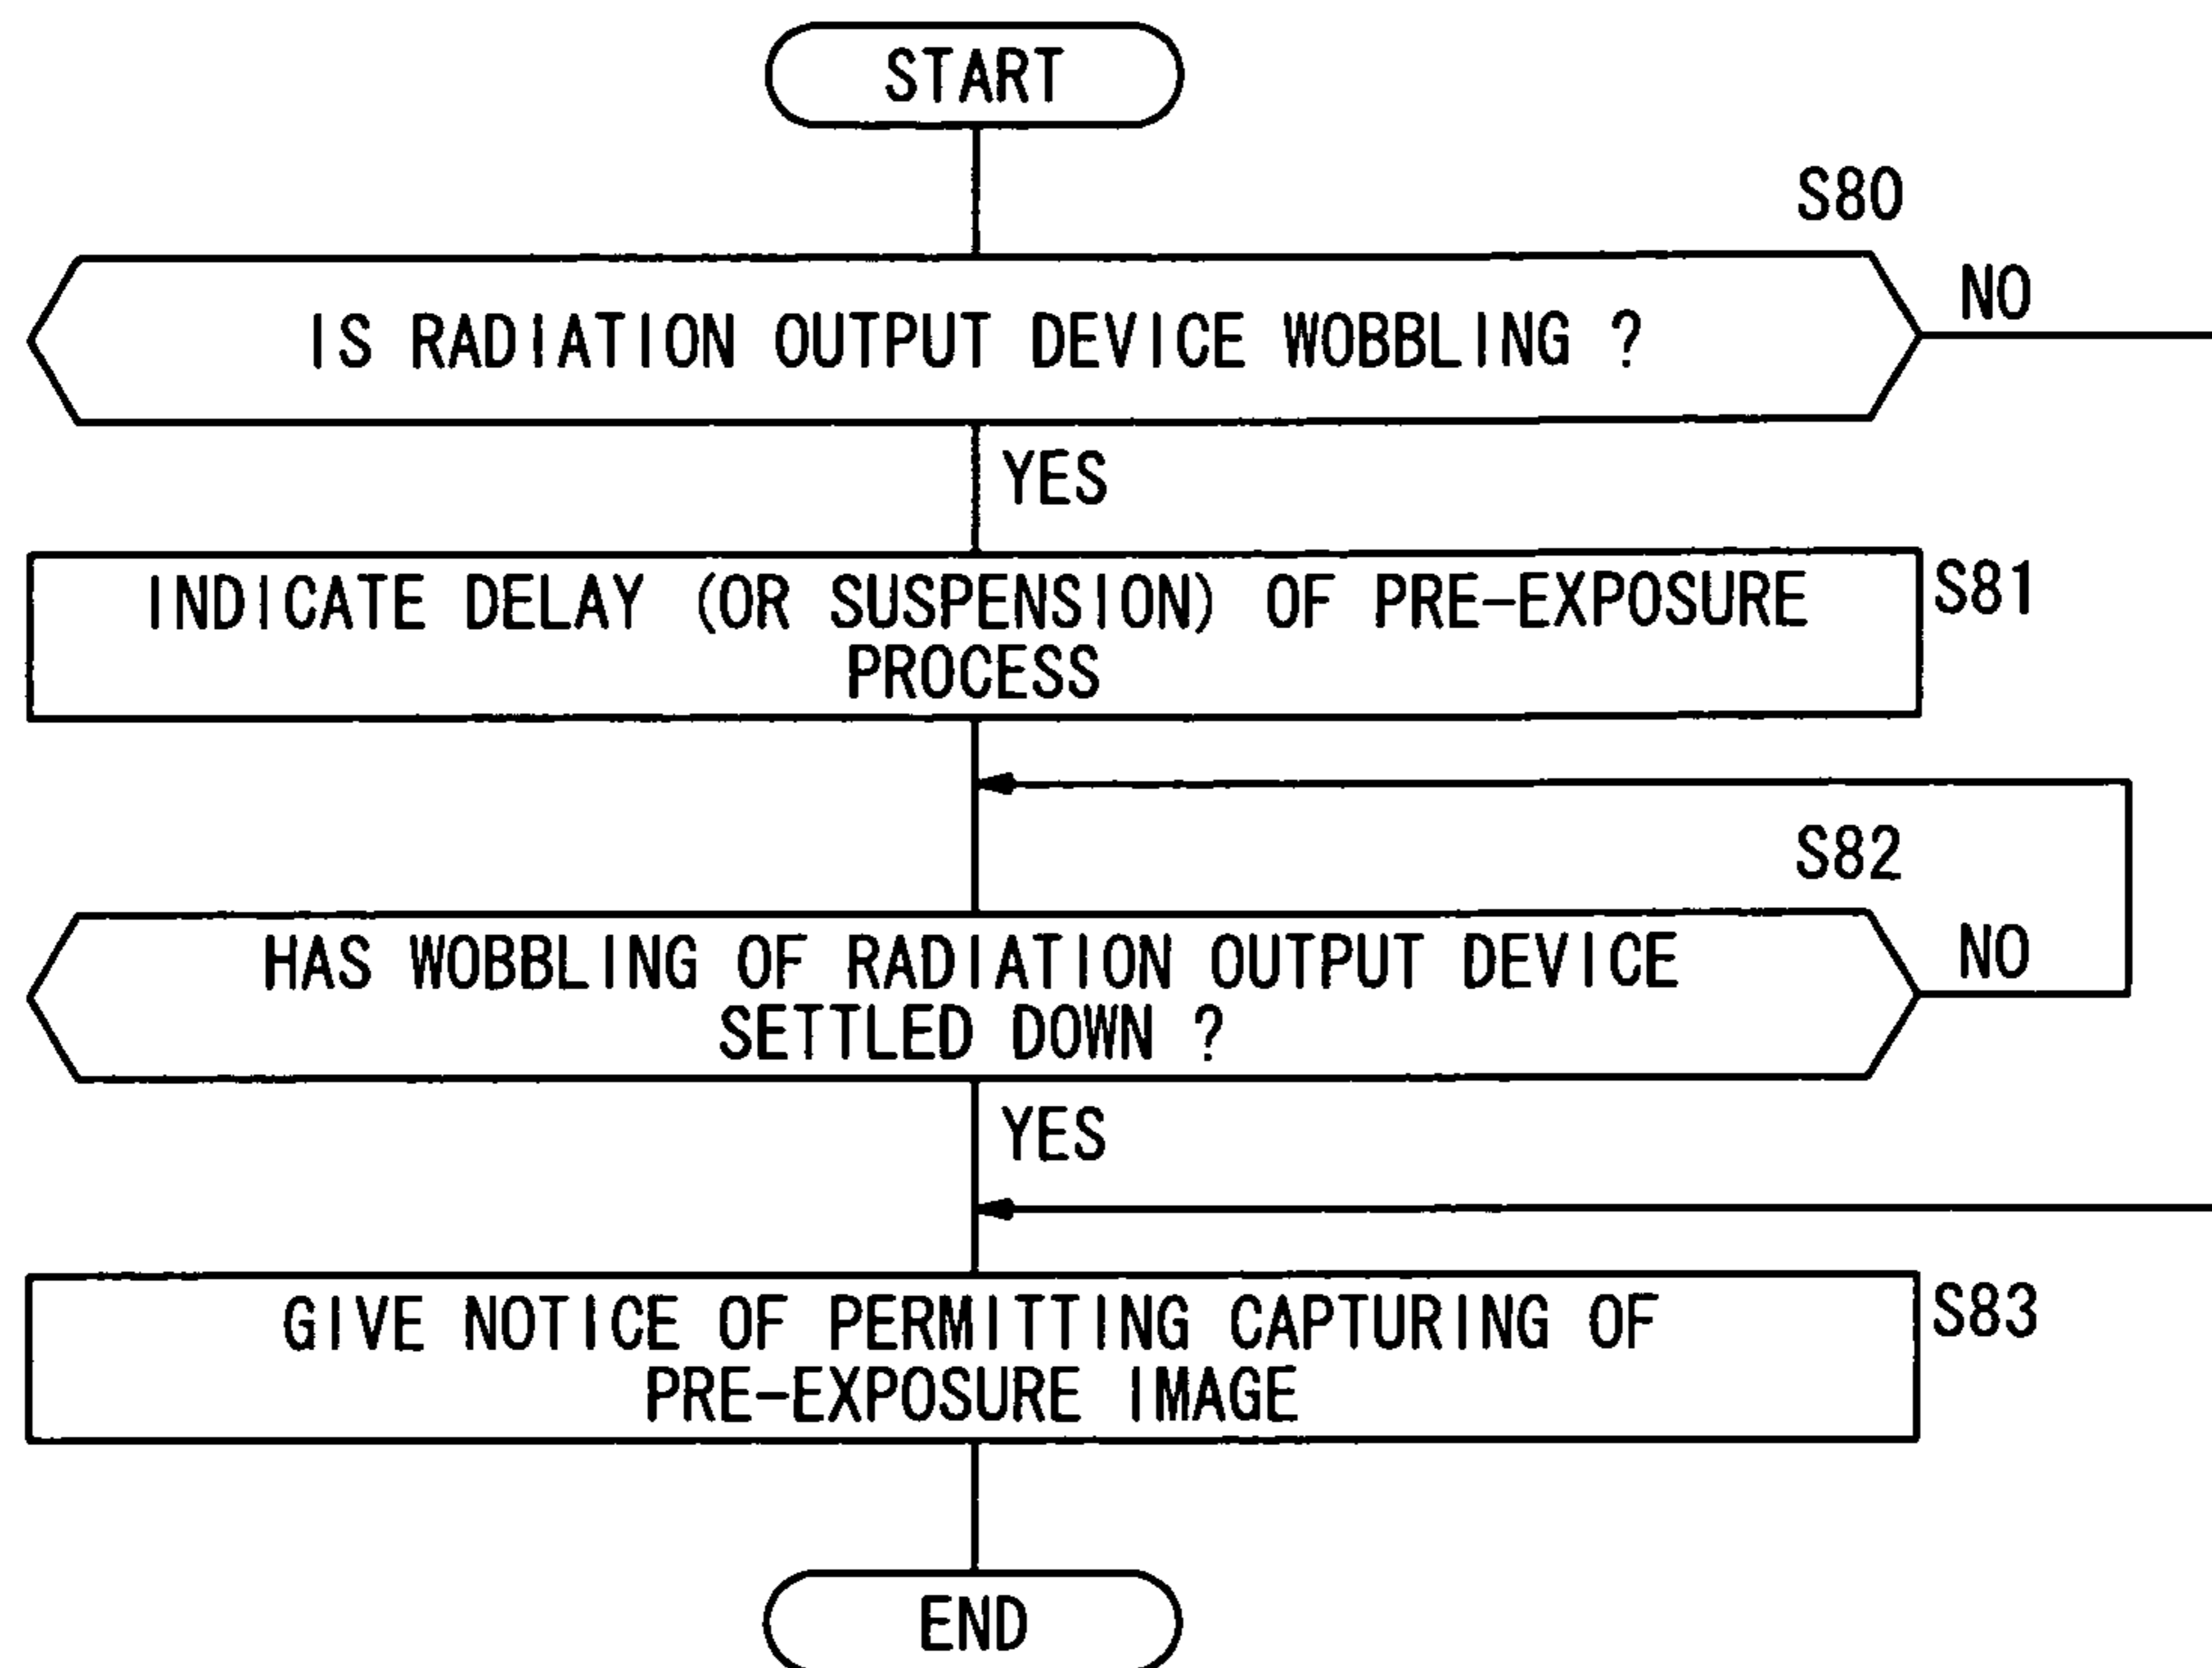 START
S80
IS RADIATION OUTPUT DEVICE WOBBLING ?
NO
YES
INDICATE DELAY (OR SUSPENSION) OF PRE-EXPOSURE
PROCESS
S81
S82
HAS WOBBLING OF RADIATION OUTPUT DEVICE
SETTLED DOWN ?
NO
YES
GIVE NOTICE OF PERMITTING CAPTURING OF
PRE-EXPOSURE IMAGE
S83
END